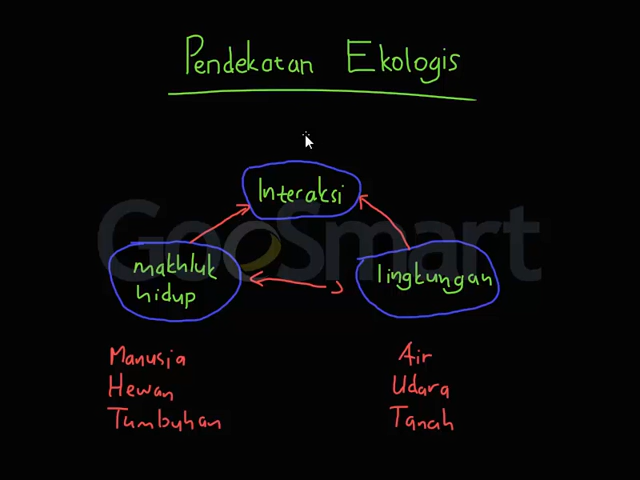 Pendekatan Ekologis
Interaksi
GeoSmart
mathluk
hidup
lingkungan
Manusia
Hewan
Tumbuhan
Air
Udara
Tanah